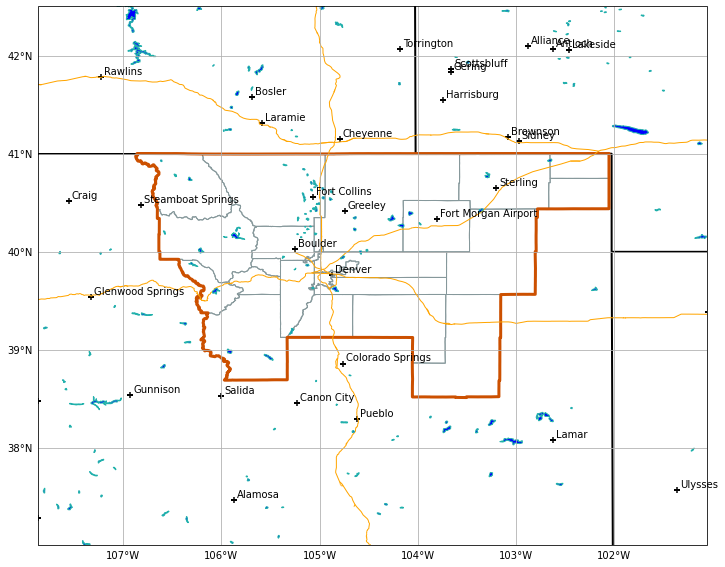 42°N
41°N
40°N
39°N
38°N
Torrington
Alliance
Antioch
Lakeside
Scottsbluff
Gering
Rawlins
Bosler
Harrisburg
Laramie
Cheyenne
Brownson
Sidney
Craig
Steamboat Springs
Fort Collins
Greeley
Sterling
Fort Morgan Airport
Boulder
Denver
Glenwood Springs
Colorado Springs
Gunnison
Salida
Canon City
Pueblo
Lamar
Alamosa
Ulysses
107°W 106°W 105°W 104°W 103°W 102°W